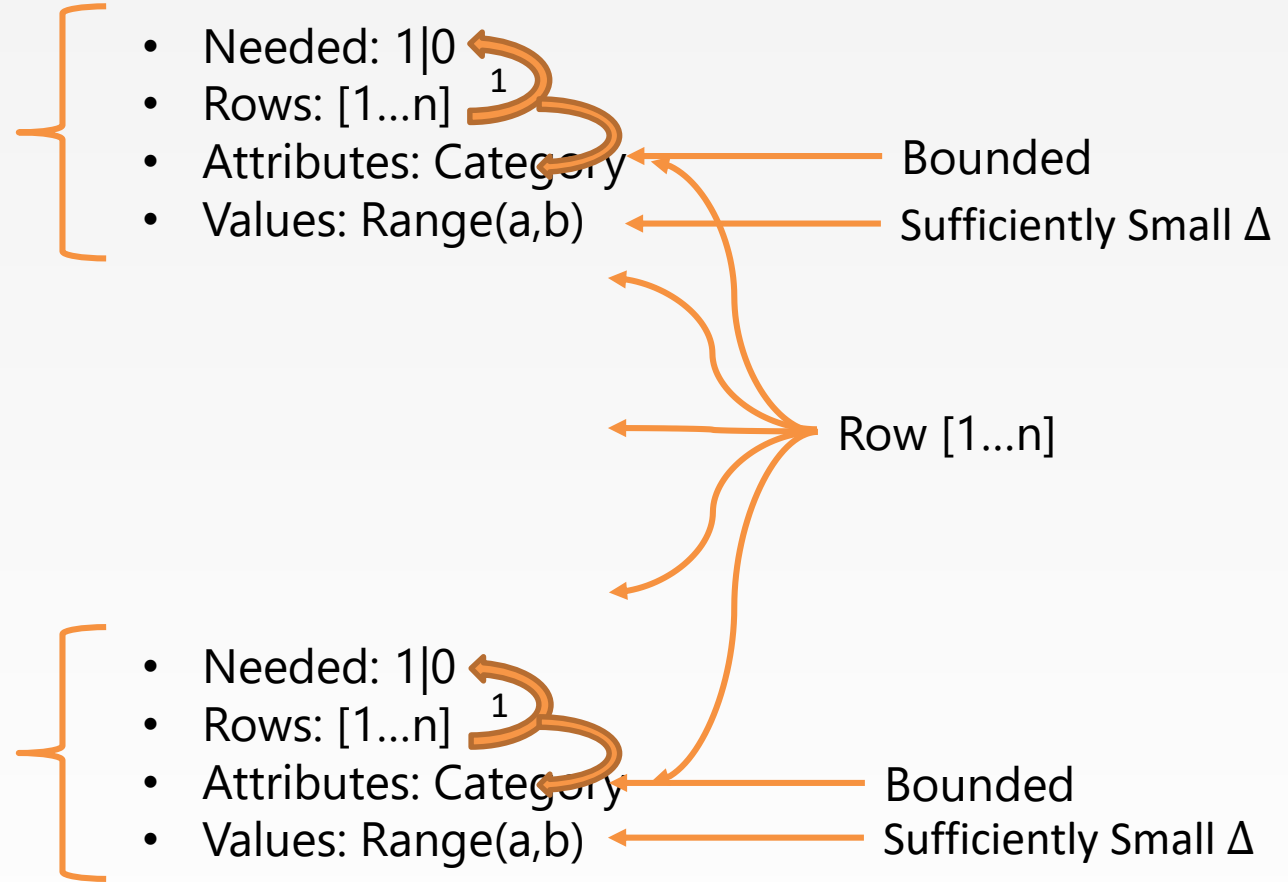 • Needed: 1|0
1
• Rows: [1...n]
• Attributes: Category
Bounded
• Values: Range(a,b)
Sufficiently Small Δ
Row [1...n]
• Needed: 1|0
1
• Rows: [1...n]
• Attributes: Category
Bounded
• Values: Range(a,b)
Sufficiently Small Δ